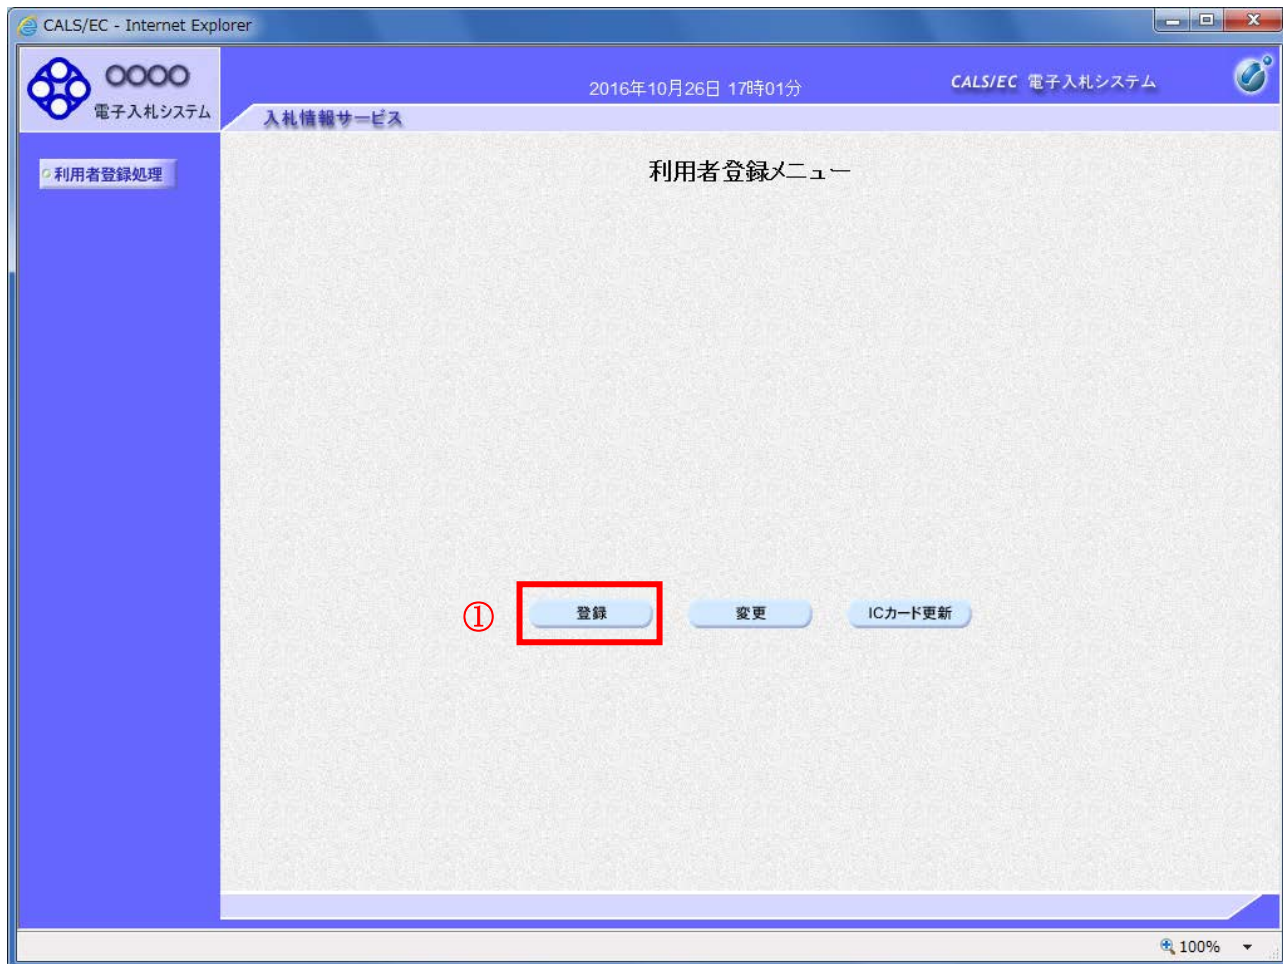 CALS/EC - Internet Explorer
○○○○
電子入札システム
2016年10月26日 17時01分
CALS/EC 電子入札システム
入札情報サービス
利用者登録処理
利用者登録メニュー
① 登録 変更 ICカード更新
100%